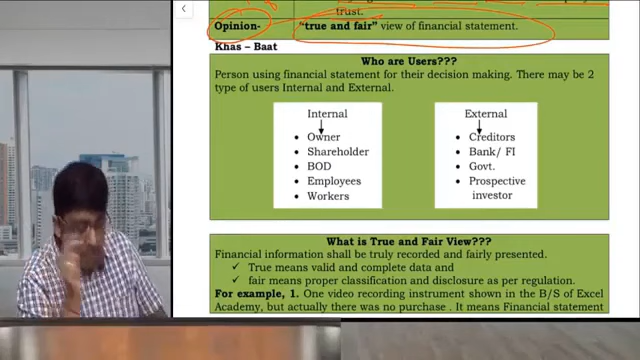 trust.
Opinion- "true and fair" view of financial statement.
Khas – Baat
Who are Users???
Person using financial statement for their decision making. There may be 2
type of users Internal and External.
Internal
• Owner
• Shareholder
• BOD
• Employees
• Workers
External
• Creditors
• Bank/ FI
• Govt.
• Prospective
investor
What is True and Fair View???
Financial information shall be truly recorded and fairly presented.
✓ True means valid and complete data and
✓ fair means proper classification and disclosure as per regulation.
For example, 1. One video recording instrument shown in the B/S of Excel
Academy, but actually there was no purchase . It means Financial statement